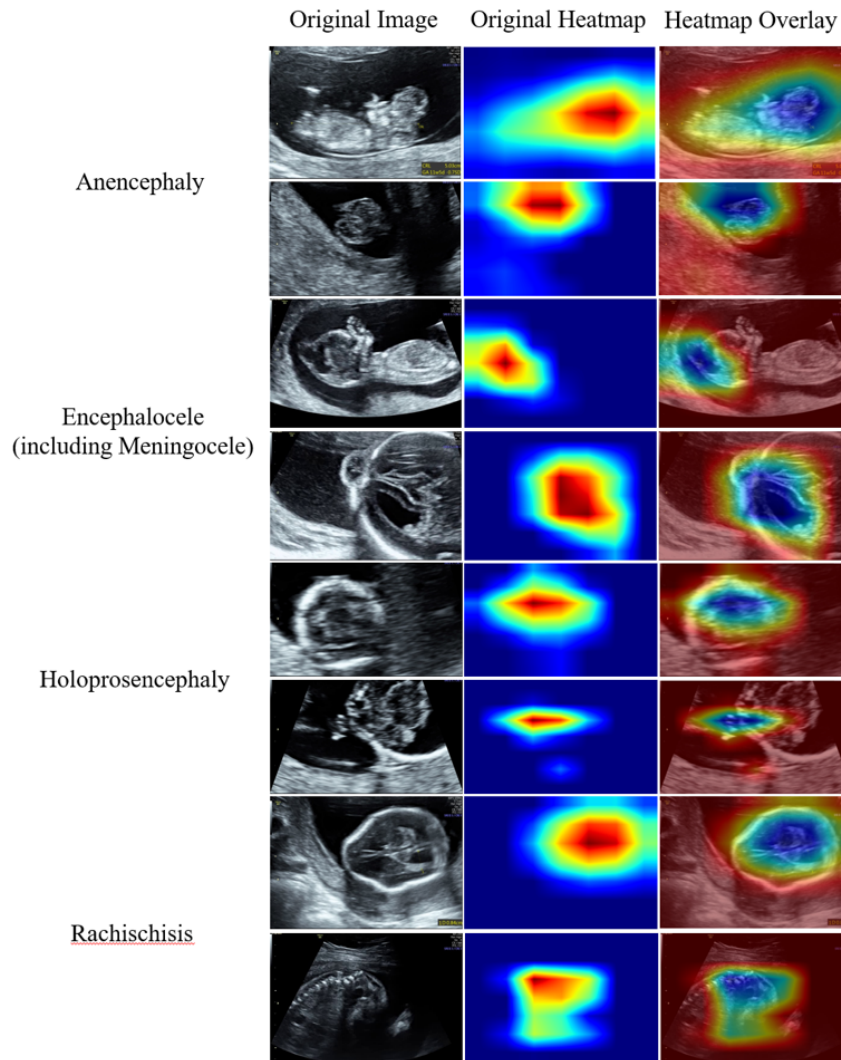 Original Image Original Heatmap Heatmap Overlay
Anencephaly
Encephalocele
(including Meningocele)
Holoprosencephaly
Rachischisis